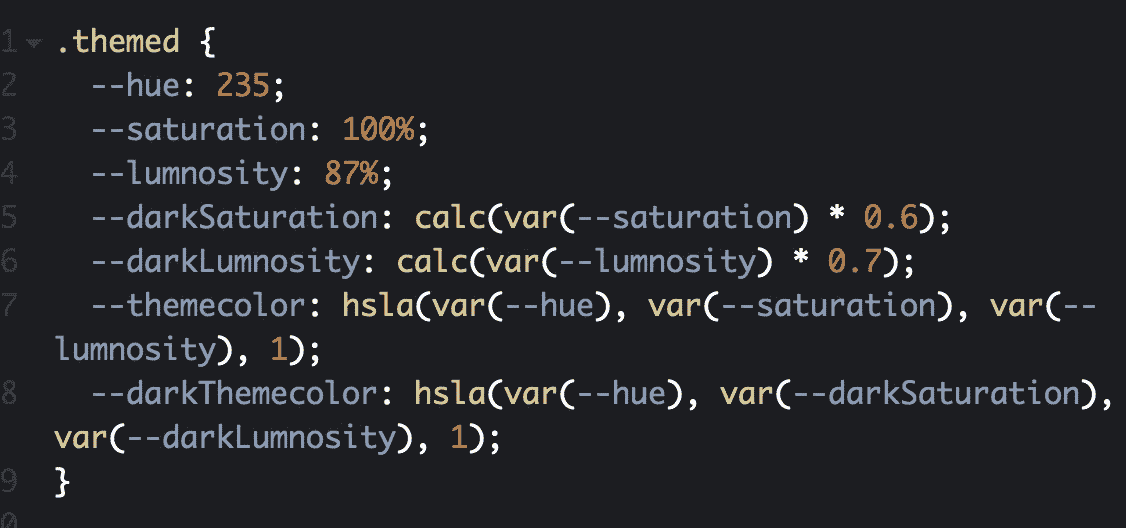 1 .themed {
2 --hue: 235;
3 --saturation: 100%;
4 --lumnosity: 87%;
5 --darkSaturation: calc(var(--saturation) * 0.6);
6 --darkLumnosity: calc(var(--lumnosity) * 0.7);
7 --themecolor: hsla(var(--hue), var(--saturation), var(--
lumnosity), 1);
8 --darkThemecolor: hsla(var(--hue), var(--darkSaturation),
var(--darkLumnosity), 1);
9 }
0